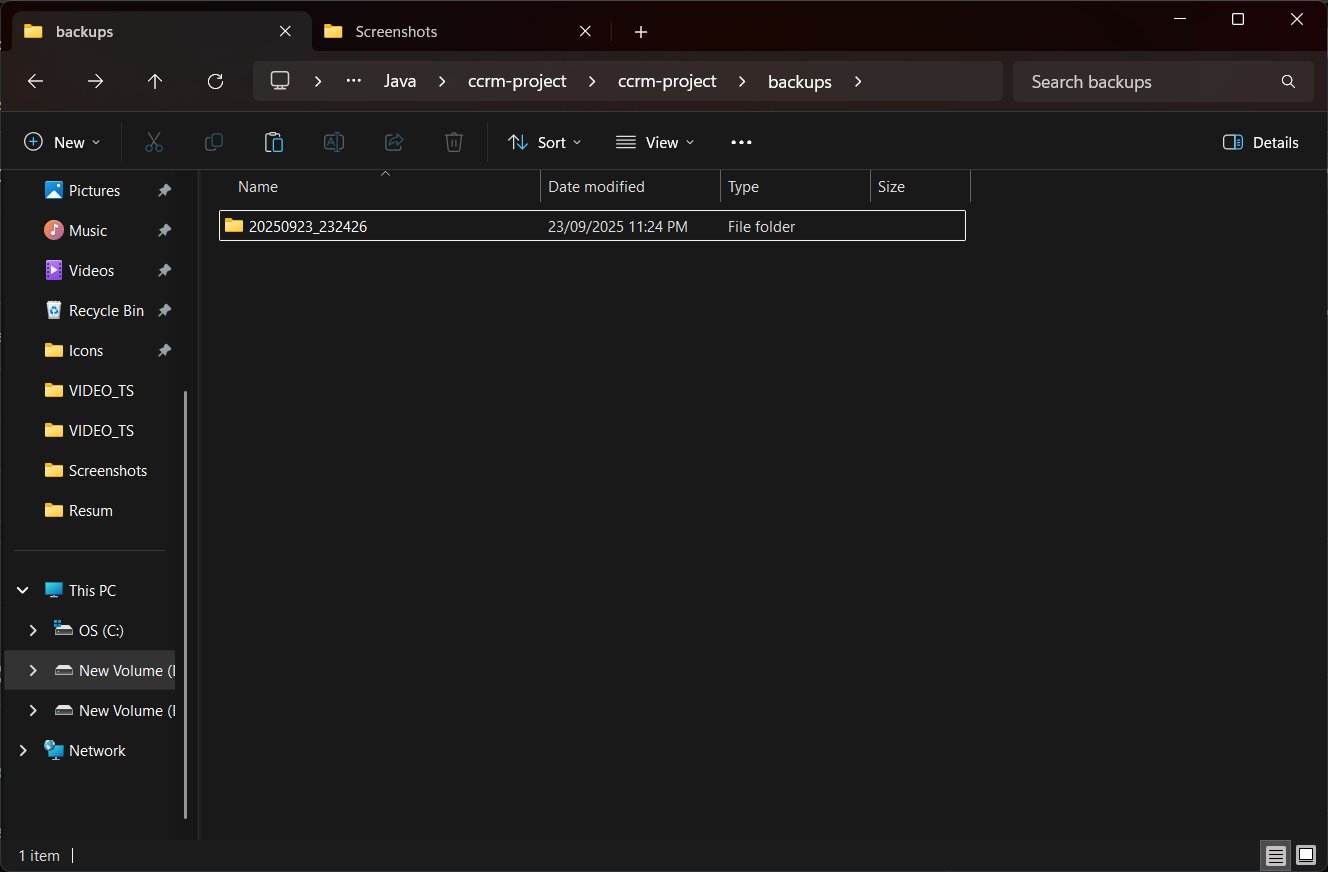 backups
Screenshots
Java
ccrm-project
ccrm-project
backups
Search backups
New
Sort
View
Details
Name
Date modified
Type
Size
20250923_232426
23/09/2025 11:24 PM
File folder
Pictures
Music
Videos
Recycle Bin
Icons
VIDEO_TS
VIDEO_TS
Screenshots
Resum
This PC
OS (C:)
New Volume (
New Volume (
Network
1 item